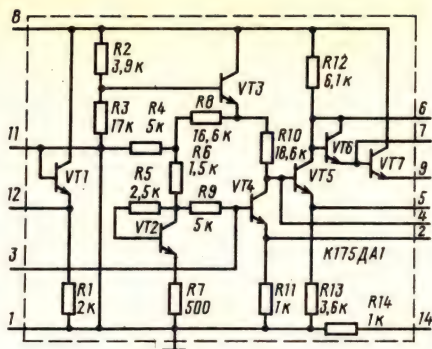 8
R2
3,9к
R3
17к
R4
5к
R8
16,6к
VT3
R12
6,1к
R10
18,6к
VT6
VT7
6
7
9
11
VT1
R5
2,5к
R6
1,5к
R9
5к
VT4
VT5
5
4
2
12
VT2
К175ДА1
3
R1
2к
R7
500
R11
1к
R13
3,6к
R14
1к
1
14